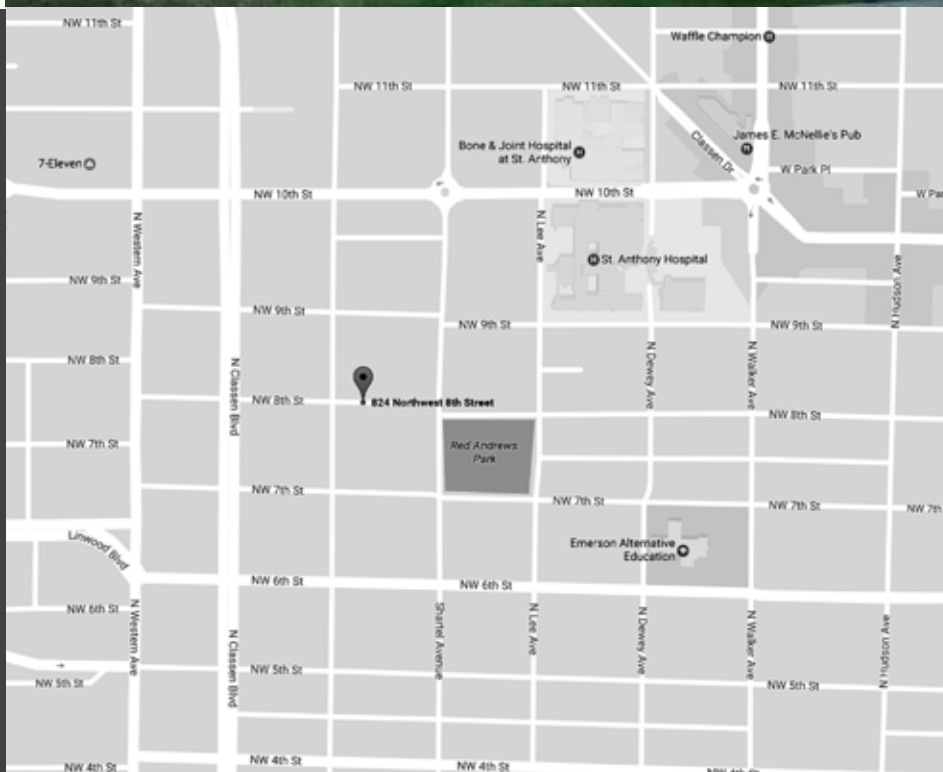 NW 11th St
Waffle Champion
NW 11th St
NW 11th St
NW 11th St
James E. McNellie's Pub
Classen Dr
Bone & Joint Hospital
at St. Anthony
7-Eleven
W Park Pl
NW 10th St
NW 10th St
W Par
N Western Ave
N Lee Ave
St. Anthony Hospital
N Hudson Ave
NW 9th St
NW 9th St
NW 9th St
NW 9th St
NW 8th St
N Classen Blvd
N Dewey Ave
N Walker Ave
NW 8th St
824 Northwest 8th Street
NW 8th St
NW 7th St
Red Andrews
Park
NW 7th St
NW 7th St
NW 7th St
NW 7th
Linwood Blvd
Emerson Alternative
Education
NW 6th St
NW 6th St
NW 6th St
N Western Ave
Shartel Avenue
N Lee Ave
N Dewey Ave
N Walker Ave
N Hudson Ave
N Classen Blvd
NW 5th St
NW 5th St
NW 5th St
NW 4th St
NW 4th St
NW 4th St